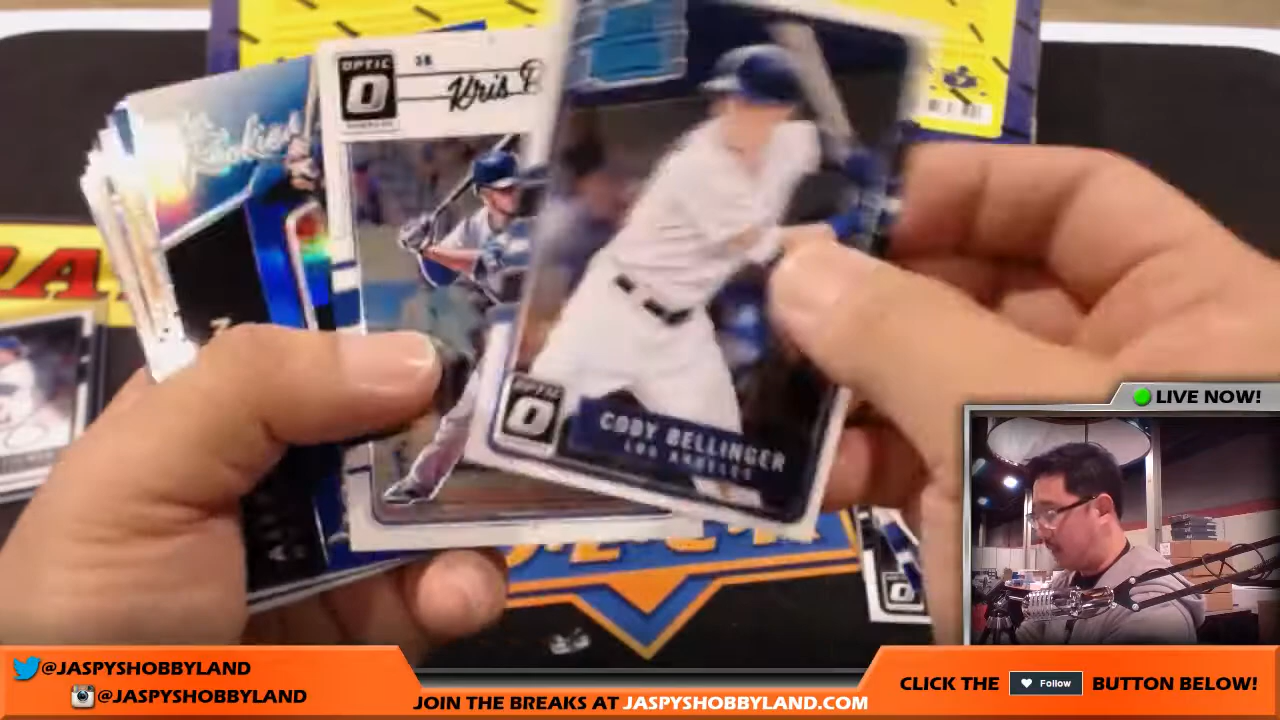 OPTIC
3B
Kris
Rookies
OPTIC
CODY BELLINGER
LOS ANGELES
LIVE NOW!
@JASPYSHOBBYLAND
@JASPYSHOBBYLAND
JOIN THE BREAKS AT JASPYSHOBBYLAND.COM
CLICK THE Follow BUTTON BELOW!